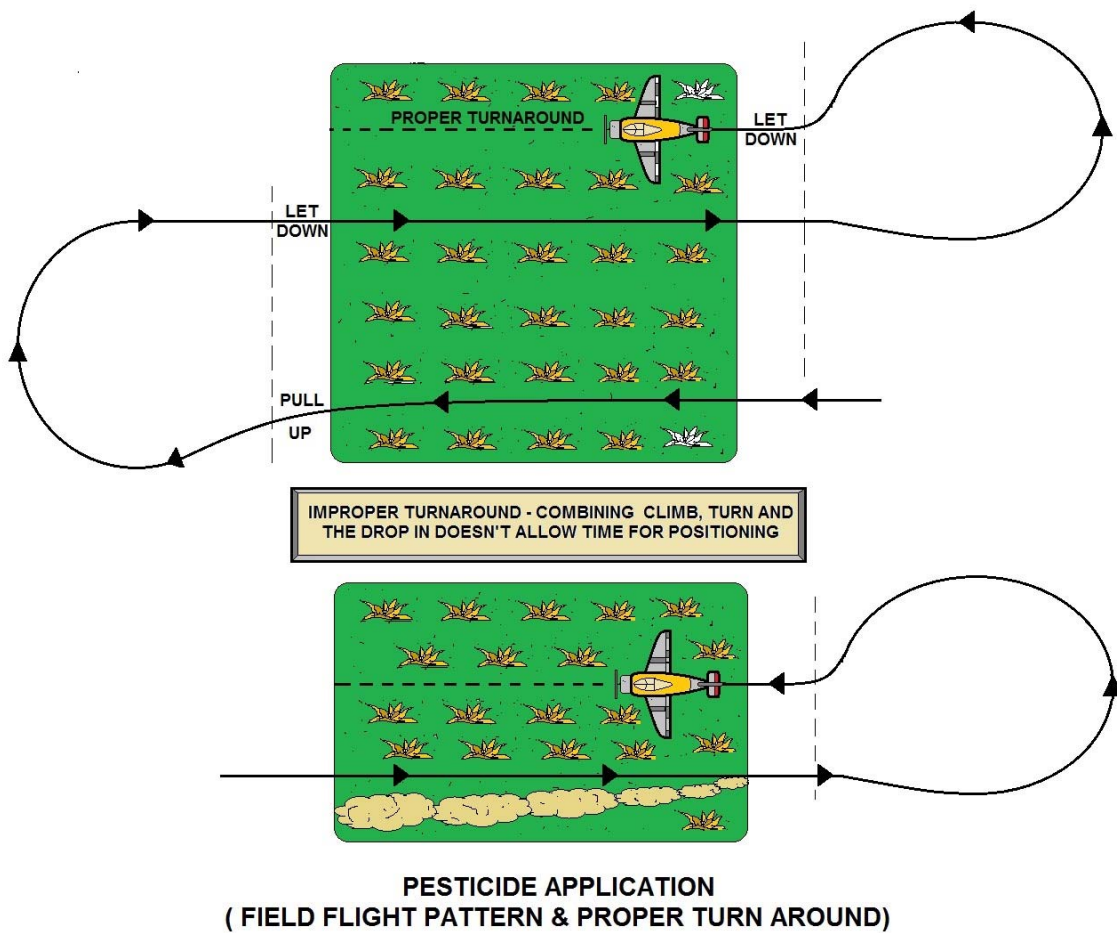 PROPER TURNAROUND
LET
DOWN
LET
DOWN
PULL
UP
IMPROPER TURNAROUND - COMBINING CLIMB, TURN AND
THE DROP IN DOESN'T ALLOW TIME FOR POSITIONING
PESTICIDE APPLICATION
( FIELD FLIGHT PATTERN & PROPER TURN AROUND)